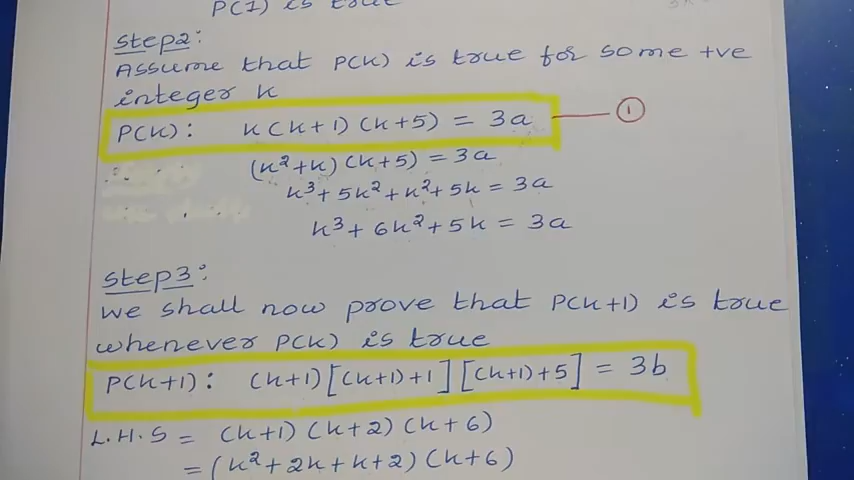 P(1) is true
Step2:
Assume that P(k) is true for some +ve
integer k
P(k): k(k+1)(k+5) = 3a ①
(k²+k)(k+5) = 3a
k³+5k²+k²+5k = 3a
k³+6k²+5k = 3a
Step3:
we shall now prove that P(k+1) is true
whenever P(k) is true
P(k+1): (k+1)[(k+1)+1][(k+1)+5] = 3b
L.H.S = (k+1)(k+2)(k+6)
= (k²+2k+k+2)(k+6)